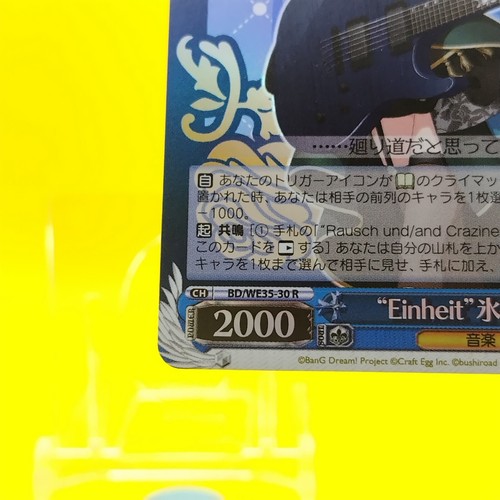 ……廻り道だと思って
自 あなたのトリガーアイコンが のクライマッ
置かれた時、あなたは相手の前列のキャラを1枚選
－1000。
起 共鳴 [① 手札の「"Rausch und/and Crazine
このカードを する] あなたは自分の山札を上か
キャラを1枚まで選んで相手に見せ、手札に加え、
CH BD/WE35-30 R
"Einheit"氷
POWER 2000 SOUL
音楽
©BanG Dream! Project ©Craft Egg Inc. ©bushiroad